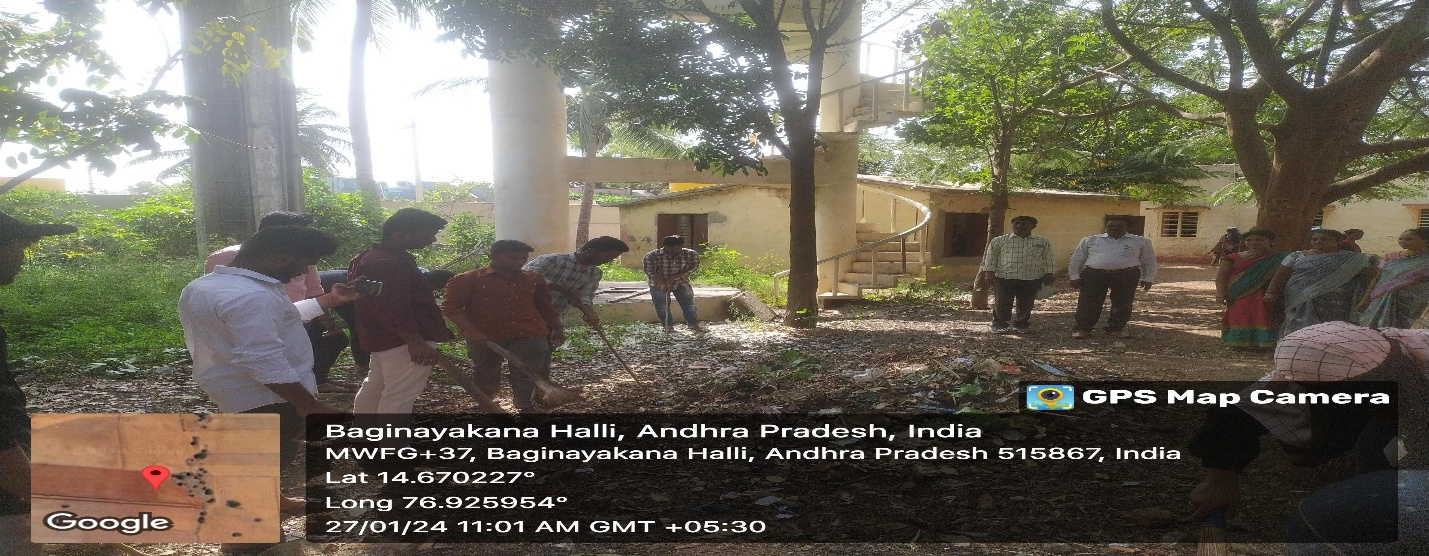 GPS Map Camera
Baginayakana Halli, Andhra Pradesh, India
MWFG+37, Baginayakana Halli, Andhra Pradesh 515867, India
Lat 14.670227°
Long 76.925954°
27/01/24 11:01 AM GMT +05:30
Google